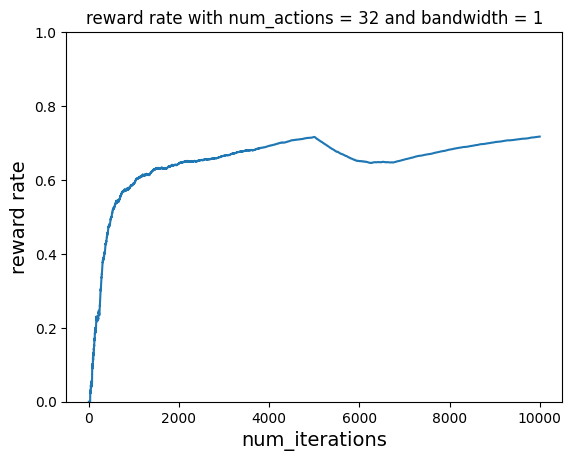 reward rate with num_actions = 32 and bandwidth = 1
1.0
0.8
0.6
0.4
0.2
0.0
reward rate
0 2000 4000 6000 8000 10000
num_iterations